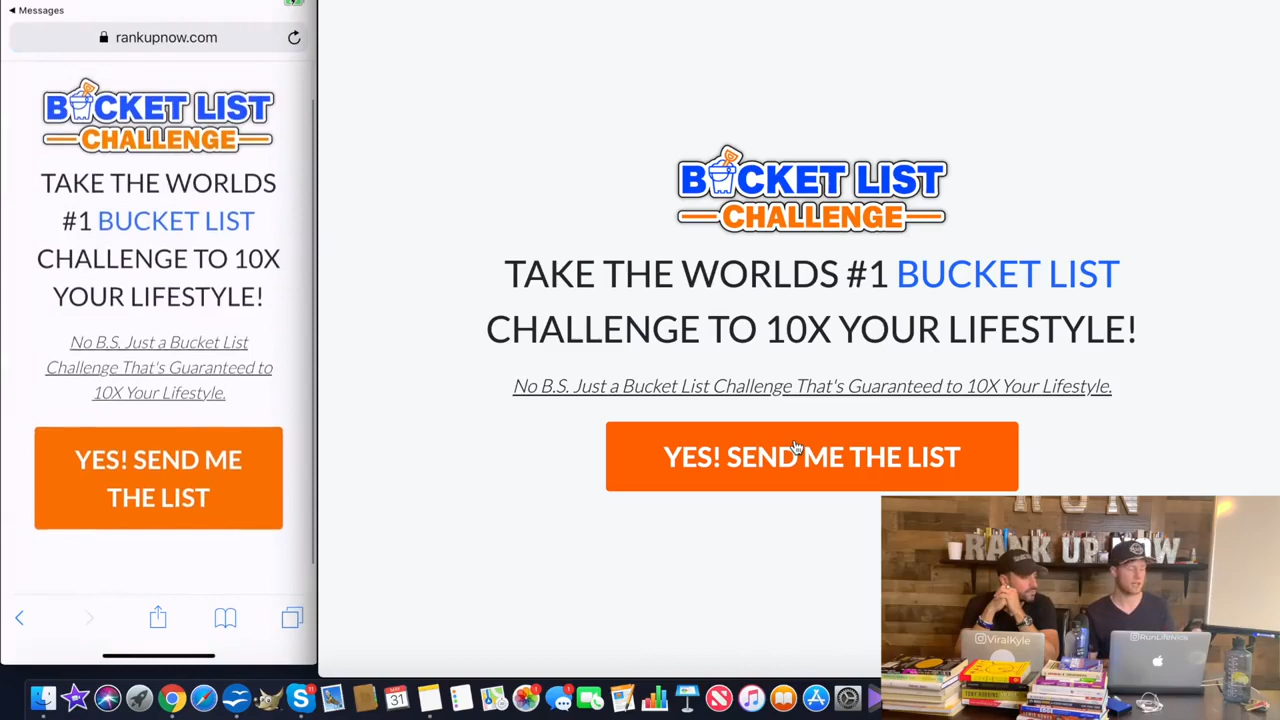 Messages
rankupnow.com
BUCKET LIST
CHALLENGE
TAKE THE WORLDS
#1 BUCKET LIST
CHALLENGE TO 10X
YOUR LIFESTYLE!
No B.S. Just a Bucket List
Challenge That's Guaranteed to
10X Your Lifestyle.
YES! SEND ME
THE LIST
BUCKET LIST
CHALLENGE
TAKE THE WORLDS #1 BUCKET LIST
CHALLENGE TO 10X YOUR LIFESTYLE!
No B.S. Just a Bucket List Challenge That's Guaranteed to 10X Your Lifestyle.
YES! SEND ME THE LIST
RANK UP NOW
@ViralKyle
@RunLifeNick
TONY ROBBINS
31